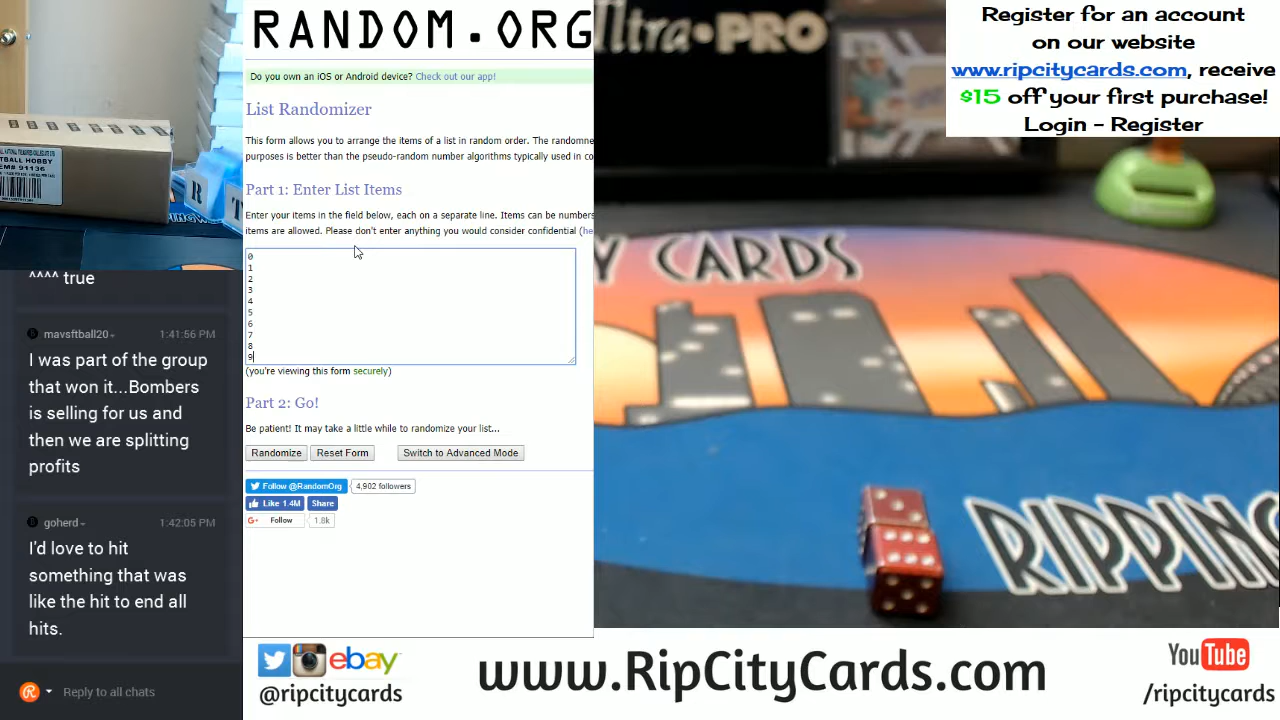 RANDOM.ORG
Do you own an iOS or Android device? Check out our app!
List Randomizer
This form allows you to arrange the items of a list in random order. The randomne
purposes is better than the pseudo-random number algorithms typically used in co
Part 1: Enter List Items
Enter your items in the field below, each on a separate line. Items can be numbers
items are allowed. Please don't enter anything you would consider confidential (he
0
1
2
3
4
5
6
7
8
9
(you're viewing this form securely)
Part 2: Go!
Be patient! It may take a little while to randomize your list...
Randomize Reset Form Switch to Advanced Mode
Follow @RandomOrg 4,902 followers
Like 1.4M Share
G+ Follow 1.8k
ltra•PRO
Register for an account
on our website
www.ripcitycards.com, receive
$15 off your first purchase!
Login - Register
TBALL HOBBY
EM# 91136
R
T
^^^^ true
mavsftball20 1:41:56 PM
I was part of the group
that won it...Bombers
is selling for us and
then we are splitting
profits
goherd 1:42:05 PM
I'd love to hit
something that was
like the hit to end all
hits.
Reply to all chats
Y CARDS
RIPPING
ebay
@ripcitycards
www.RipCityCards.com
YouTube
/ripcitycards